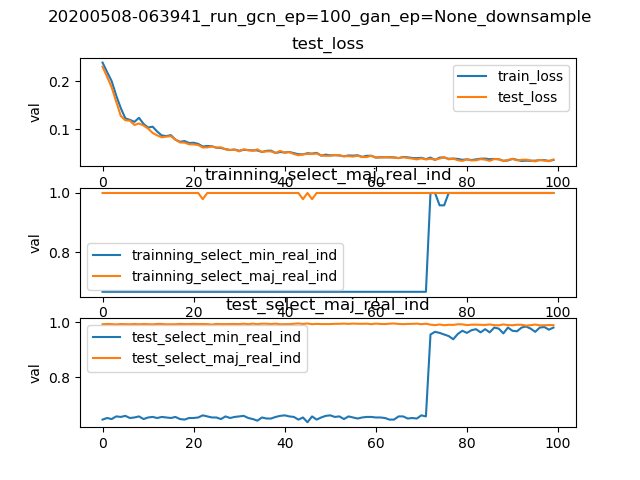 20200508-063941_run_gcn_ep=100_gan_ep=None_downsample
test_loss
0.2
0.1
val
train_loss
test_loss
0 20 40 60 80 100
trainning_select_maj_real_ind
1.0
0.8
val
trainning_select_min_real_ind
trainning_select_maj_real_ind
0 20 40 60 80 100
test_select_maj_real_ind
1.0
0.8
val
test_select_min_real_ind
test_select_maj_real_ind
0 20 40 60 80 100